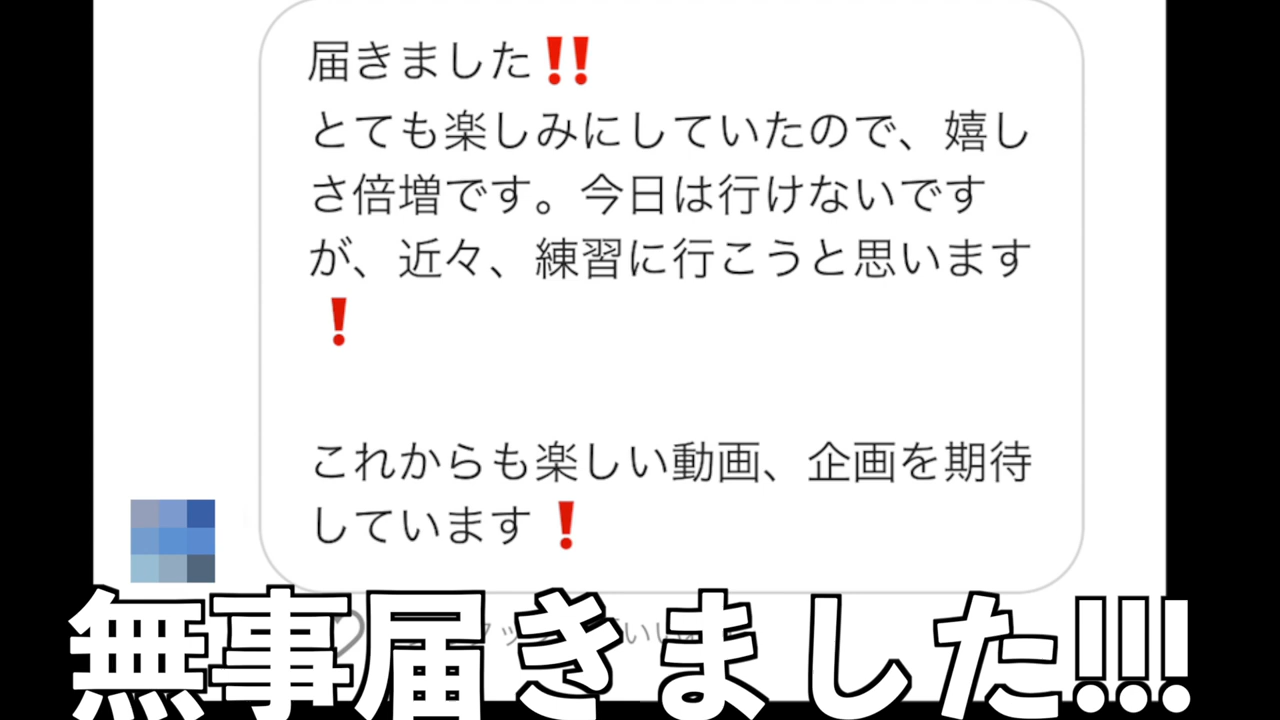 届きました‼️
とても楽しみにしていたので、嬉し
さ倍増です。今日は行けないです
が、近々、練習に行こうと思います
❗
これからも楽しい動画、企画を期待
しています❗
無事届きました!!!